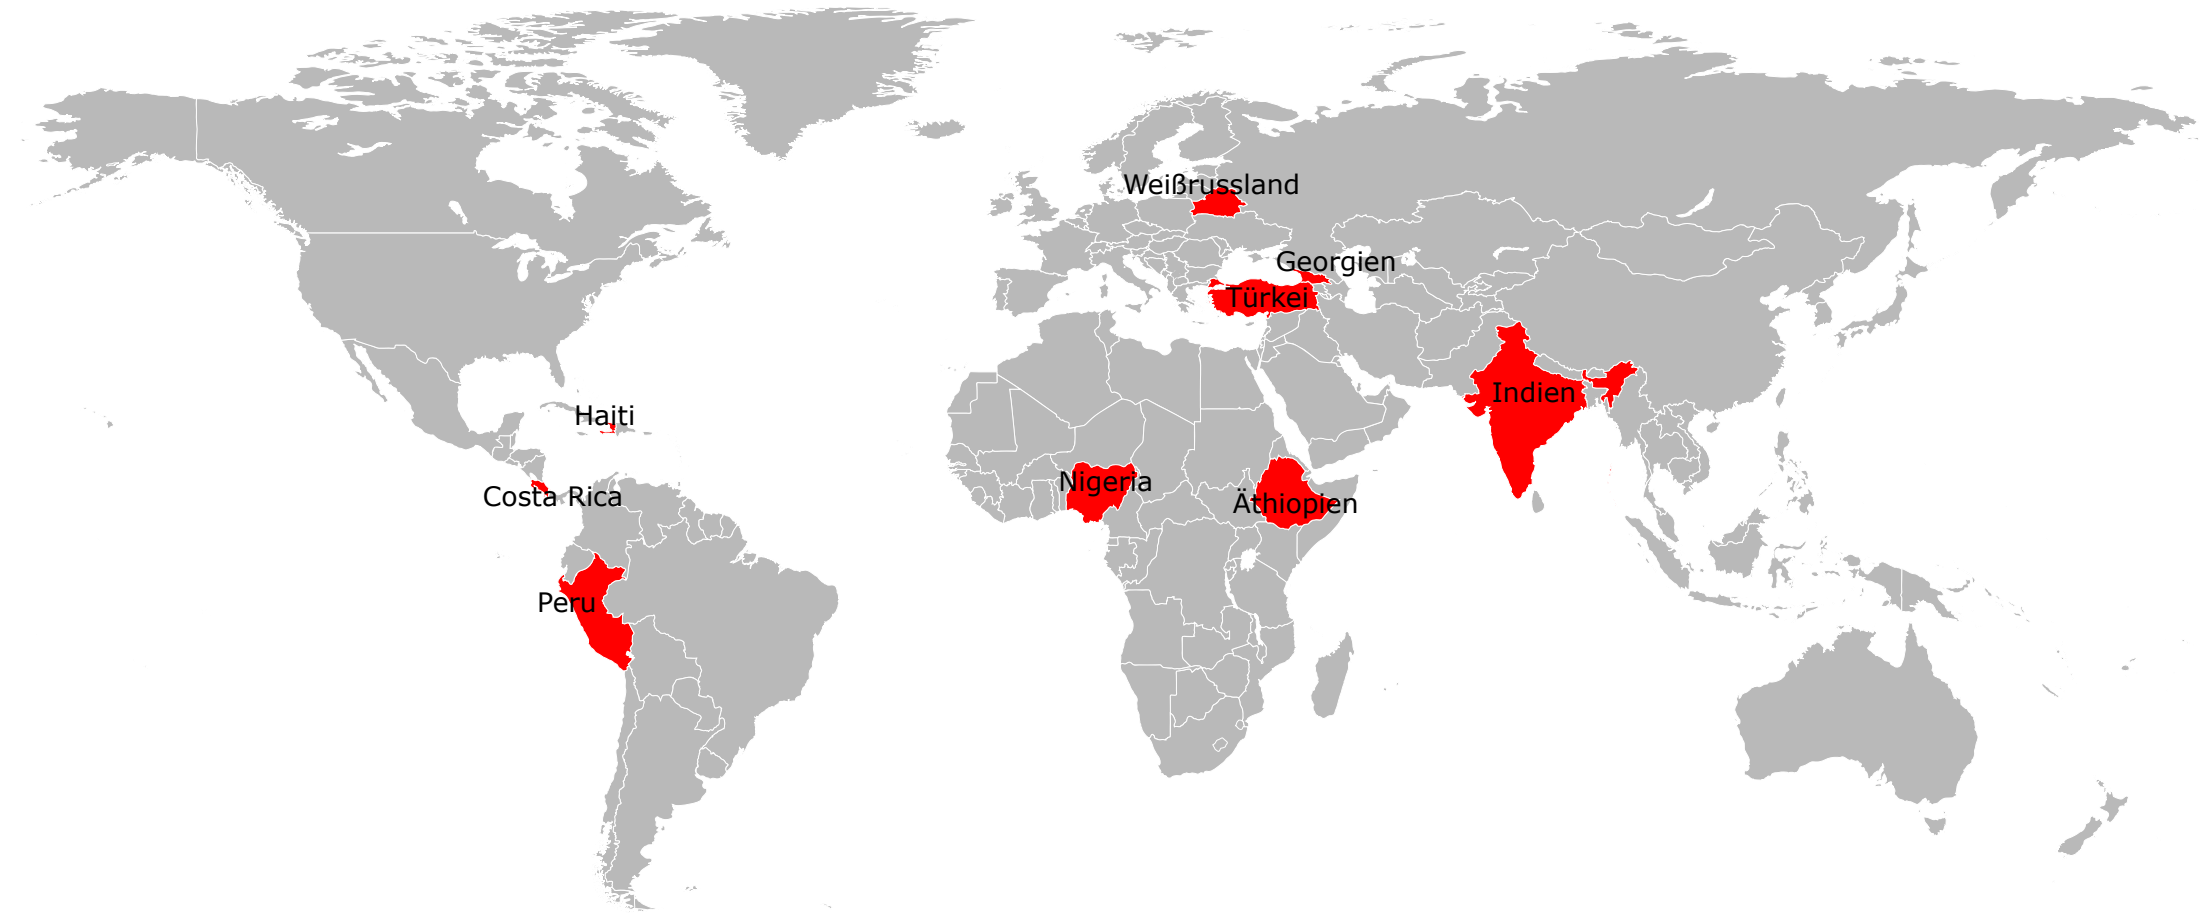 Weißrussland
Georgien
Türkei
Indien
Haiti
Nigeria
Costa Rica
Äthiopien
Peru